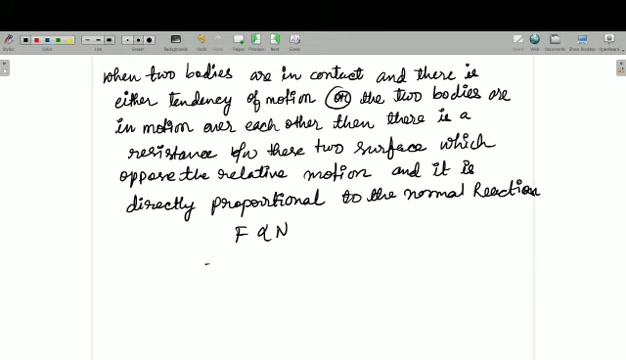 when two bodies are in contact and there is
either tendency of motion or the two bodies are
in motion over each other then there is a
resistance b/w these two surface which
oppose the relative motion and it is
directly proportional to the normal Reaction
F α N